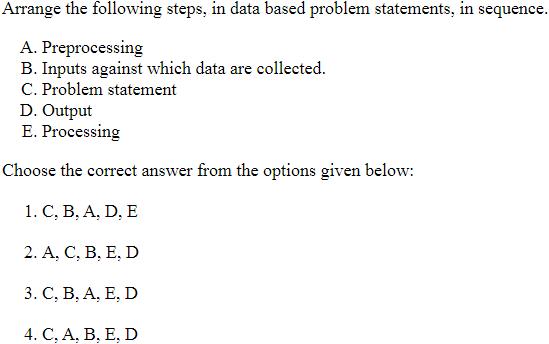 Arrange the following steps, in data based problem statements, in sequence.
A. Preprocessing
B. Inputs against which data are collected.
C. Problem statement
D. Output
E. Processing
Choose the correct answer from the options given below:
1. C, B, A, D, E
2. A, C, B, E, D
3. C, B, A, E, D
4. C, A, B, E, D